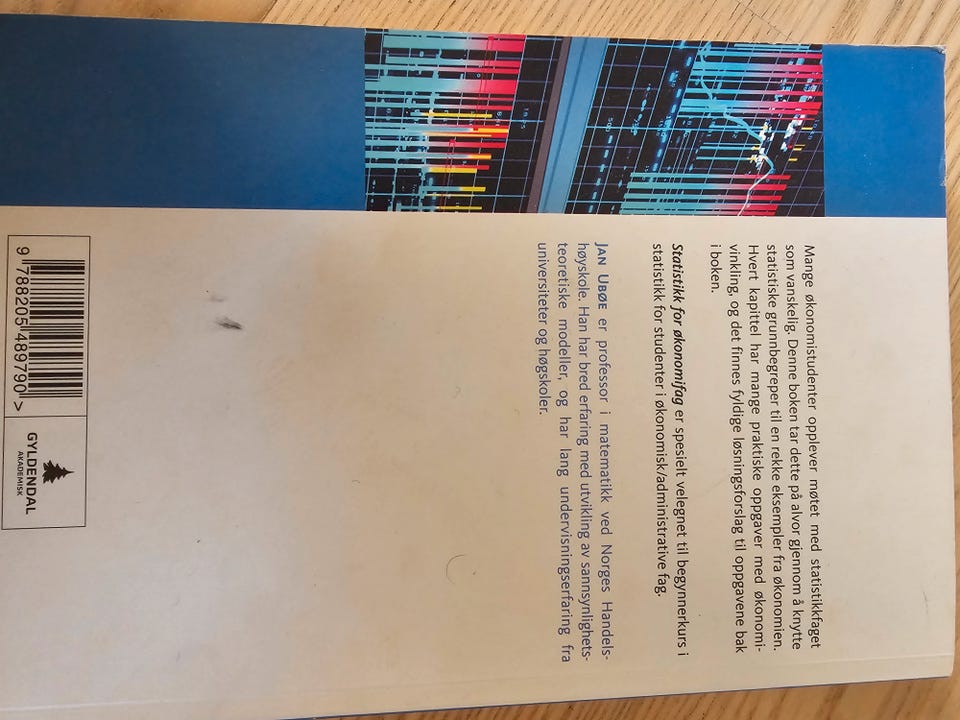 Mange økonomistudenter opplever møtet med statistikkfaget
som vanskelig. Denne boken tar dette på alvor gjennom å knytte
statistiske grunnbegreper til en rekke eksempler fra økonomien.
Hvert kapittel har mange praktiske oppgaver med økonomi-
vinkling, og det finnes fyldige løsningsforslag til oppgavene bak
i boken.
Statistikk for økonomifag er spesielt velegnet til begynnerkurs i
statistikk for studenter i økonomisk/administrative fag.
JAN UBØE er professor i matematikk ved Norges Handels-
høyskole. Han har bred erfaring med utvikling av sannsynlighets-
teoretiske modeller, og har lang undervisningserfaring fra
universiteter og høgskoler.
9 788205 489790 >
GYLDENDAL
AKADEMISK